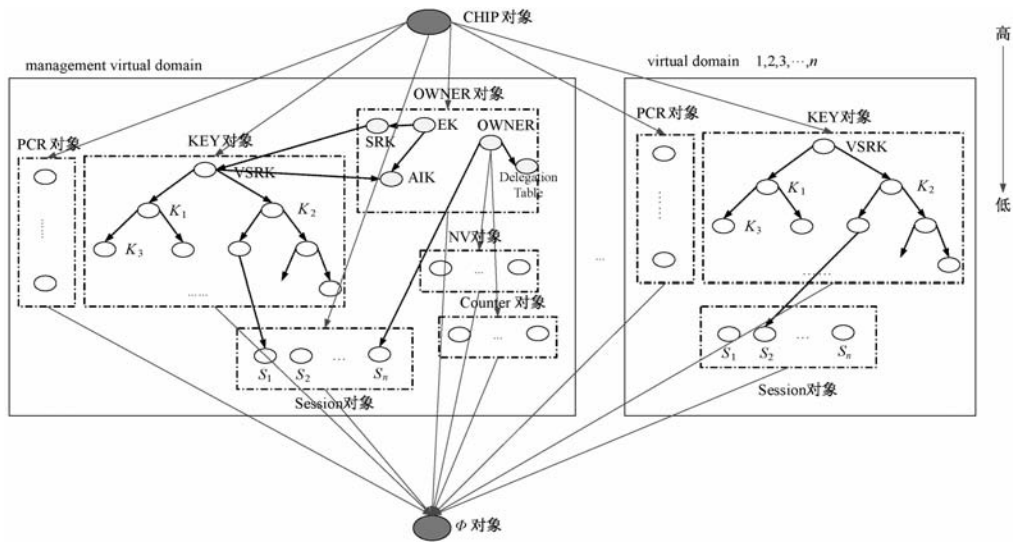 CHIP对象
高
management virtual domain
virtual domain 1,2,3,…,n
OWNER对象
PCR对象
KEY对象
SRK
EK
OWNER
VSRK
AIK
Delegation
Table
K1
K2
K3
……
NV对象
…
Counter 对象
…
S1 S2 … Sn
Session对象
…
PCR对象
KEY对象
VSRK
K1
K2
K3
……
S1 S2 … Sn
Session对象
低
Φ 对象